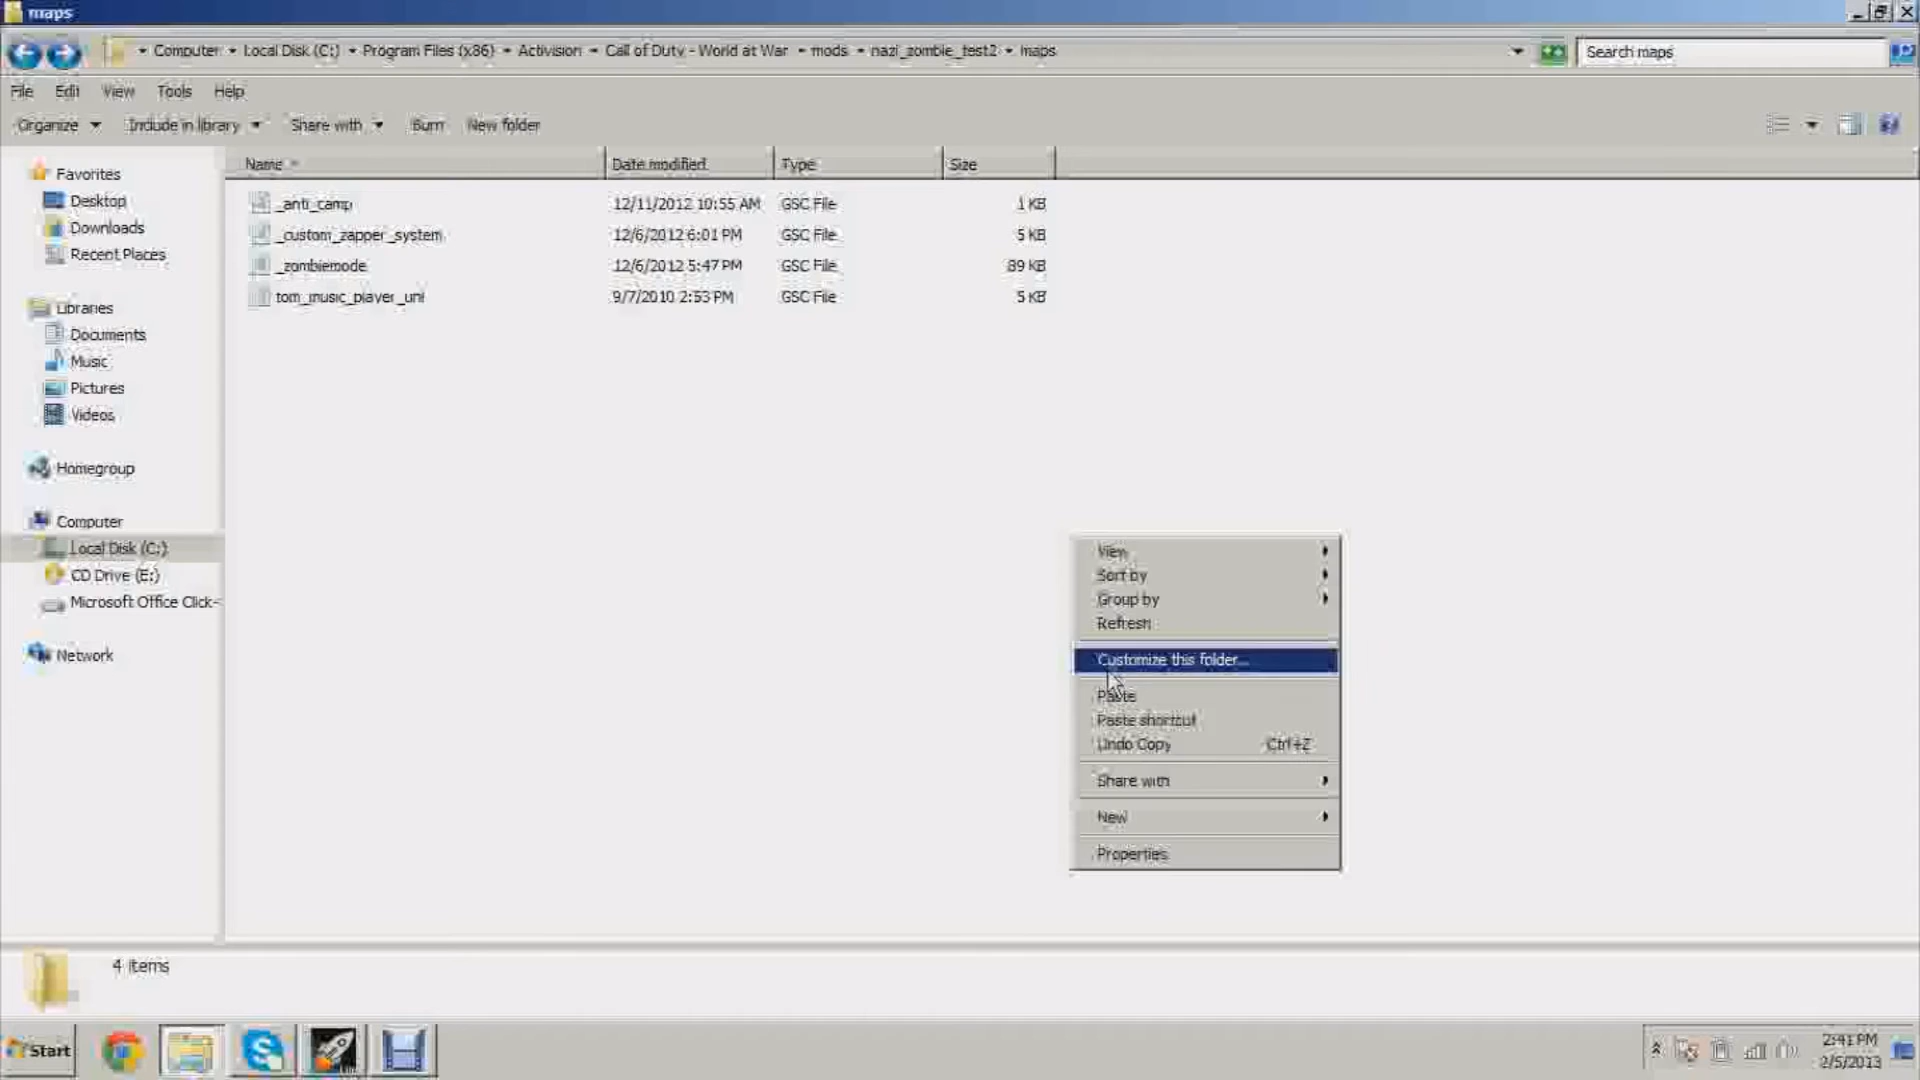 maps
Computer Local Disk (C:) Program Files (x86) Activision Call of Duty - World at War mods nazi_zombie_test2 maps
Search maps
File Edit View Tools Help
Organize Include in library Share with Burn New folder
Name Date modified Type Size
_anti_camp 12/11/2012 10:55 AM GSC File 1 KB
_custom_zapper_system 12/6/2012 6:01 PM GSC File 5 KB
_zombiemode 12/6/2012 5:47 PM GSC File 89 KB
tom_music_player_uni 9/7/2010 2:53 PM GSC File 5 KB
Favorites
Desktop
Downloads
Recent Places
Libraries
Documents
Music
Pictures
Videos
Homegroup
Computer
Local Disk (C:)
CD Drive (E:)
Microsoft Office Click-
Network
View
Sort by
Group by
Refresh
Customize this folder...
Paste
Paste shortcut
Undo Copy Ctrl+Z
Share with
New
Properties
4 items
Start
2:41 PM
2/5/2013